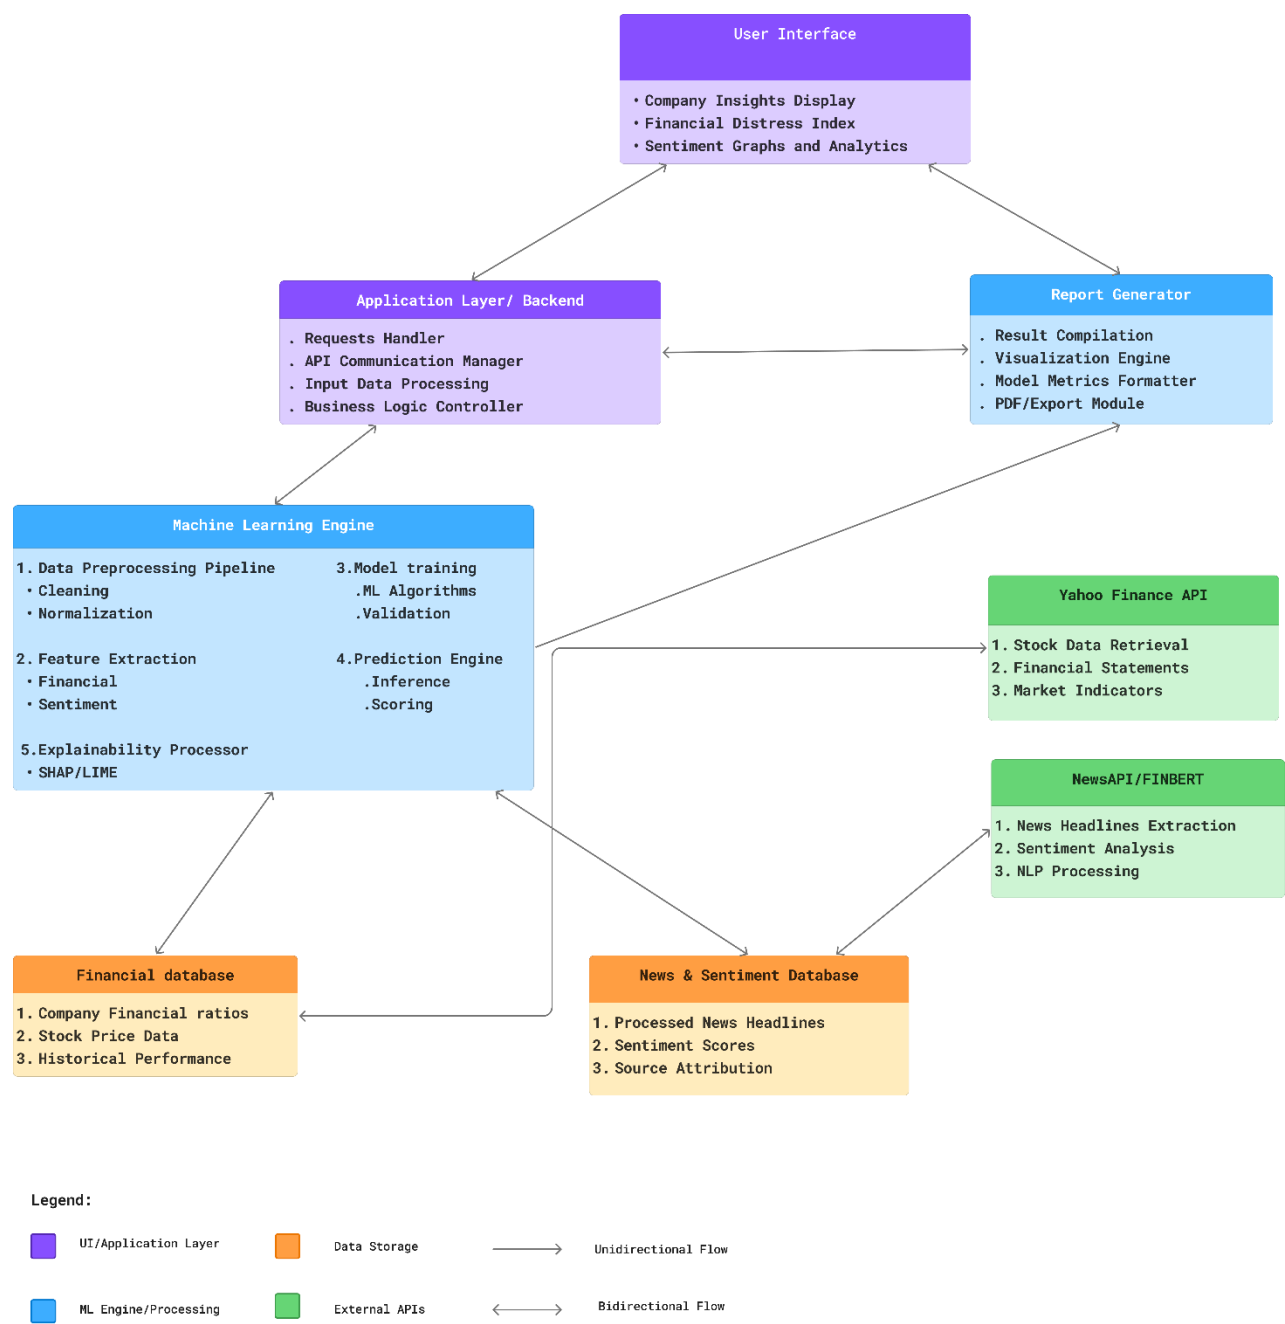 User Interface
• Company Insights Display
• Financial Distress Index
• Sentiment Graphs and Analytics
Application Layer/ Backend
. Requests Handler
. API Communication Manager
. Input Data Processing
. Business Logic Controller
Report Generator
. Result Compilation
. Visualization Engine
. Model Metrics Formatter
. PDF/Export Module
Machine Learning Engine
1. Data Preprocessing Pipeline
• Cleaning
• Normalization
2. Feature Extraction
• Financial
• Sentiment
3.Model training
.ML Algorithms
.Validation
4.Prediction Engine
.Inference
.Scoring
5.Explainability Processor
• SHAP/LIME
Yahoo Finance API
1. Stock Data Retrieval
2. Financial Statements
3. Market Indicators
NewsAPI/FINBERT
1. News Headlines Extraction
2. Sentiment Analysis
3. NLP Processing
Financial database
1. Company Financial ratios
2. Stock Price Data
3. Historical Performance
News & Sentiment Database
1. Processed News Headlines
2. Sentiment Scores
3. Source Attribution
Legend:
UI/Application Layer
Data Storage
Unidirectional Flow
ML Engine/Processing
External APIs
Bidirectional Flow